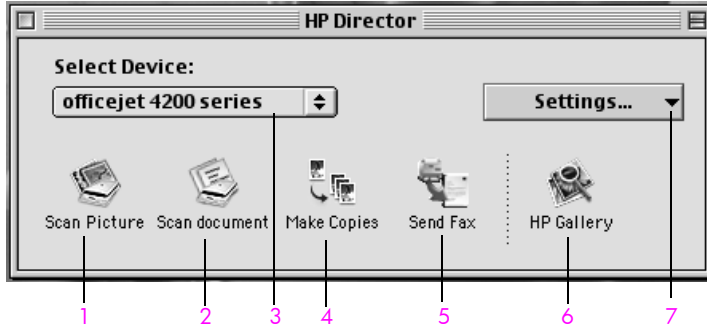 HP Director
Select Device:
officejet 4200 series
Settings...
Scan Picture Scan document Make Copies Send Fax HP Gallery
1 2 3 4 5 6 7